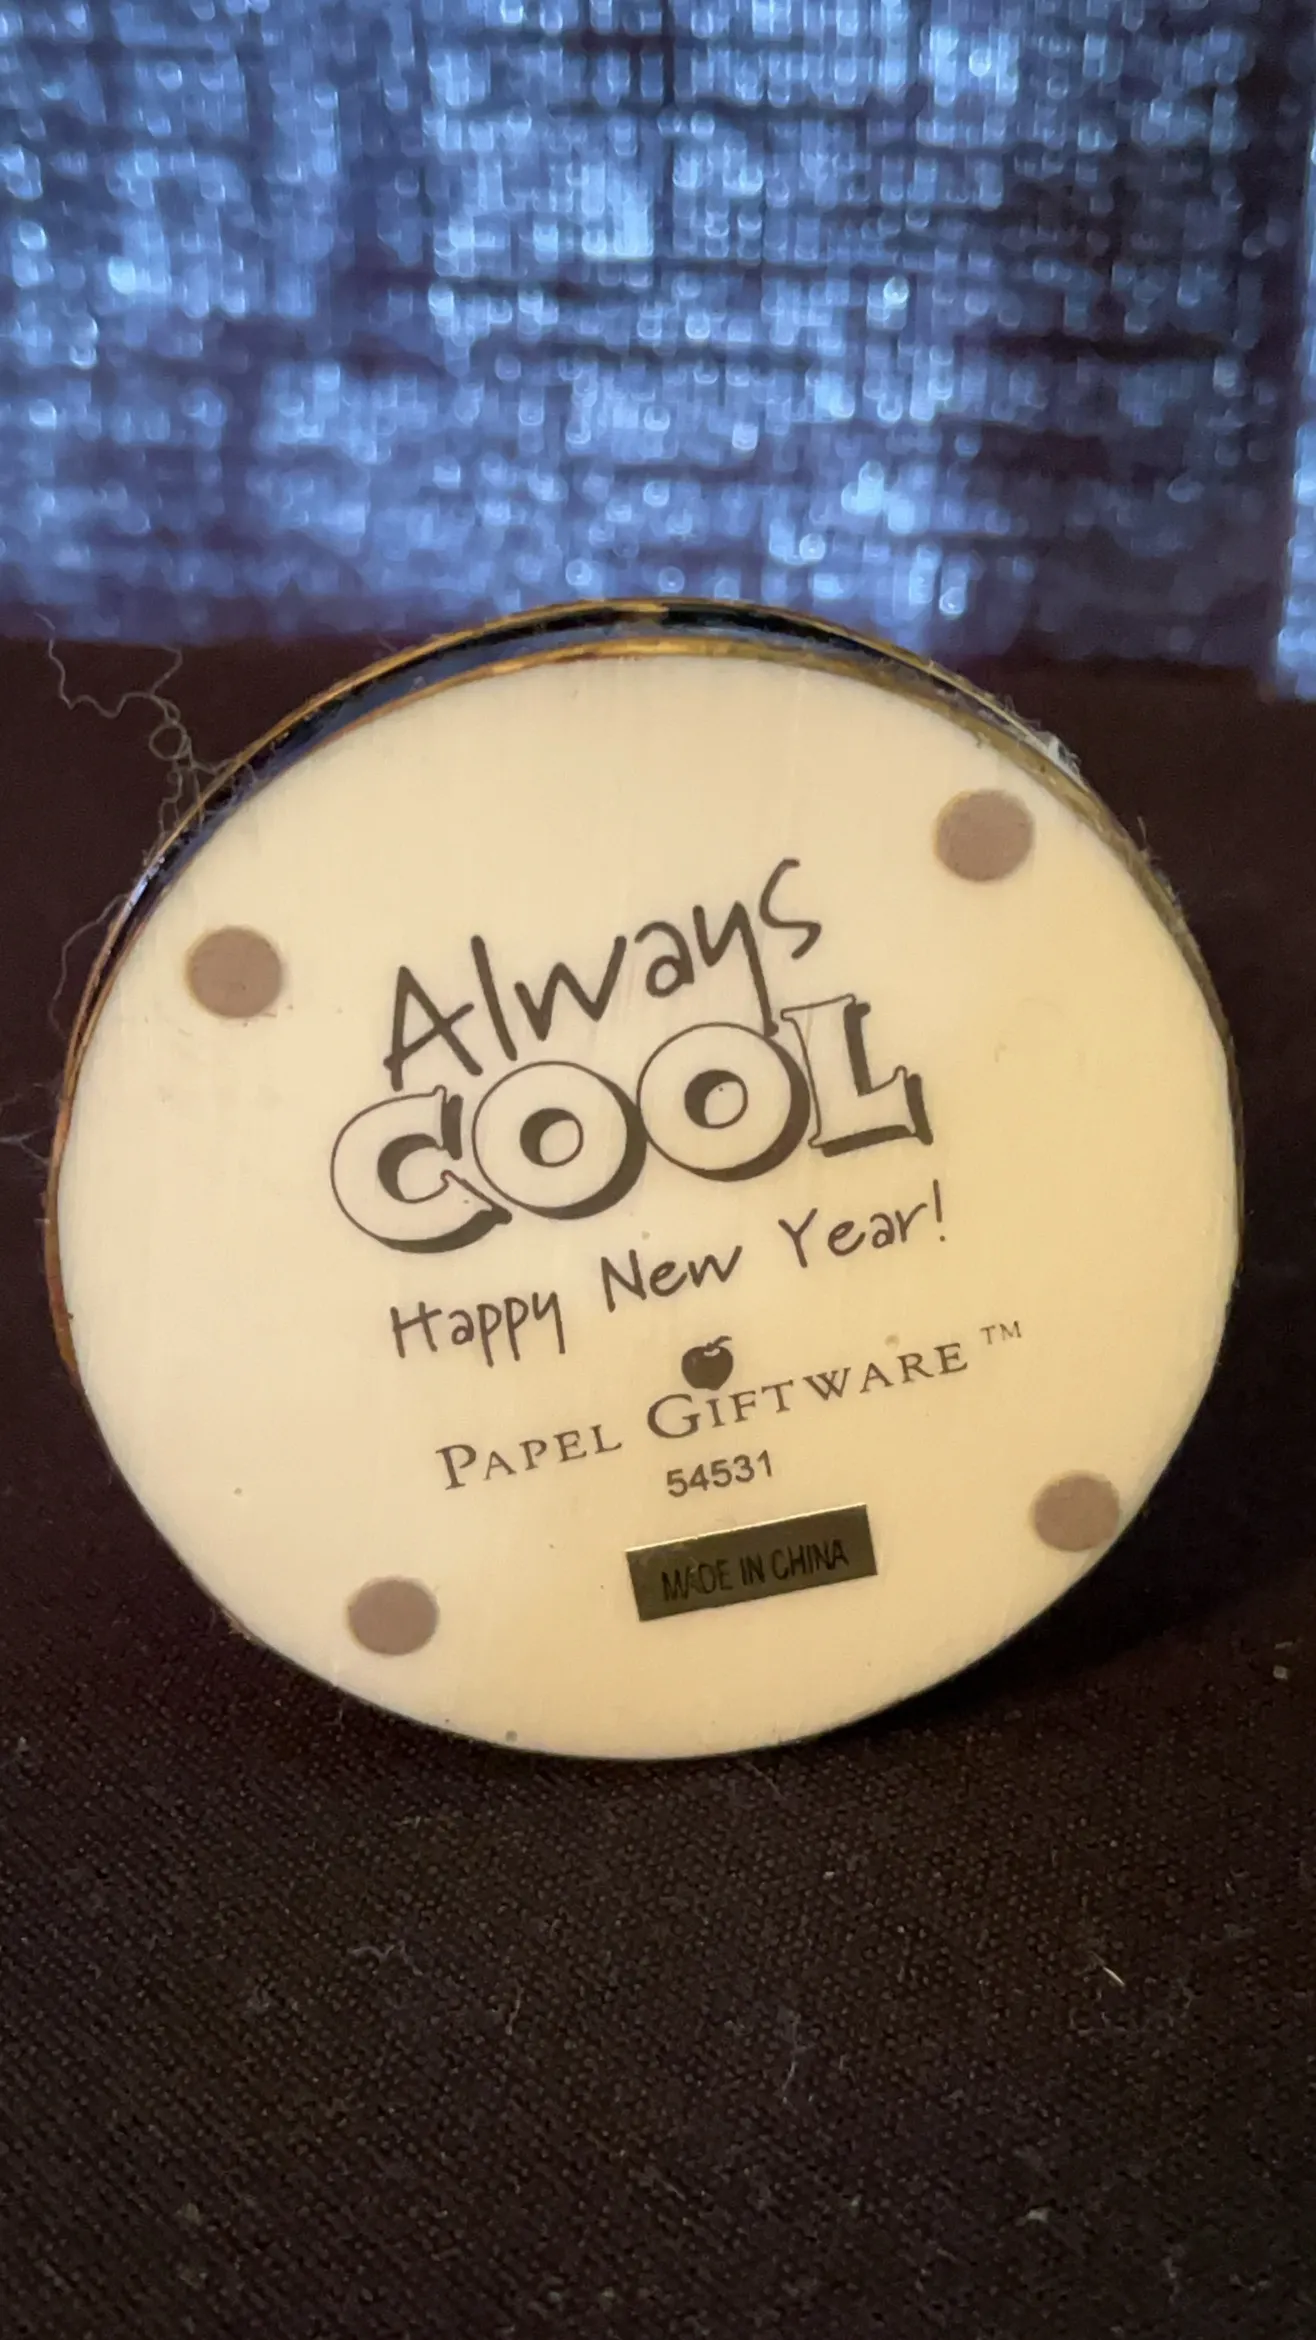 Always
COOL
Happy New Year!
PAPEL GIFTWARE™
54531
MADE IN CHINA